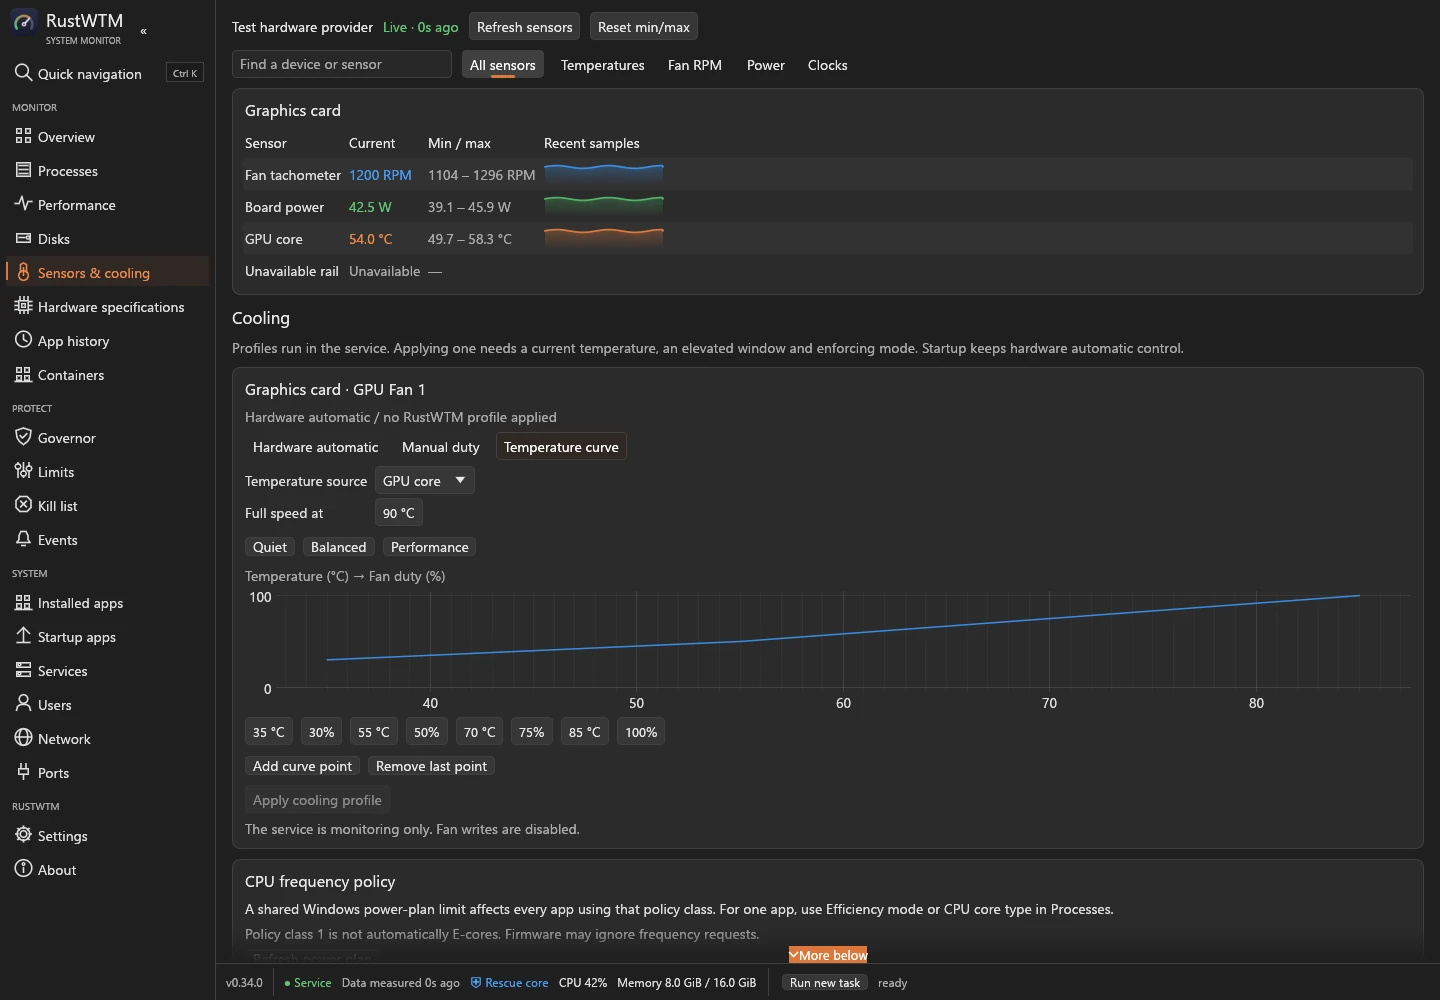 RustWTM
SYSTEM MONITOR
«
Quick navigation Ctrl K
MONITOR
Overview
Processes
Performance
Disks
Sensors & cooling
Hardware specifications
App history
Containers
PROTECT
Governor
Limits
Kill list
Events
SYSTEM
Installed apps
Startup apps
Services
Users
Network
Ports
RUSTWTM
Settings
About
Test hardware provider Live · 0s ago Refresh sensors Reset min/max
Find a device or sensor All sensors Temperatures Fan RPM Power Clocks
Graphics card
Sensor Current Min / max Recent samples
Fan tachometer 1200 RPM 1104 – 1296 RPM
Board power 42.5 W 39.1 – 45.9 W
GPU core 54.0 °C 49.7 – 58.3 °C
Unavailable rail Unavailable —
Cooling
Profiles run in the service. Applying one needs a current temperature, an elevated window and enforcing mode. Startup keeps hardware automatic control.
Graphics card · GPU Fan 1
Hardware automatic / no RustWTM profile applied
Hardware automatic Manual duty Temperature curve
Temperature source GPU core
Full speed at 90 °C
Quiet Balanced Performance
Temperature (°C) → Fan duty (%)
100
0
40 50 60 70 80
35 °C 30% 55 °C 50% 70 °C 75% 85 °C 100%
Add curve point Remove last point
Apply cooling profile
The service is monitoring only. Fan writes are disabled.
CPU frequency policy
A shared Windows power-plan limit affects every app using that policy class. For one app, use Efficiency mode or CPU core type in Processes.
Policy class 1 is not automatically E-cores. Firmware may ignore frequency requests.
Refresh power plan
More below
v0.34.0 Service Data measured 0s ago Rescue core CPU 42% Memory 8.0 GiB / 16.0 GiB Run new task ready